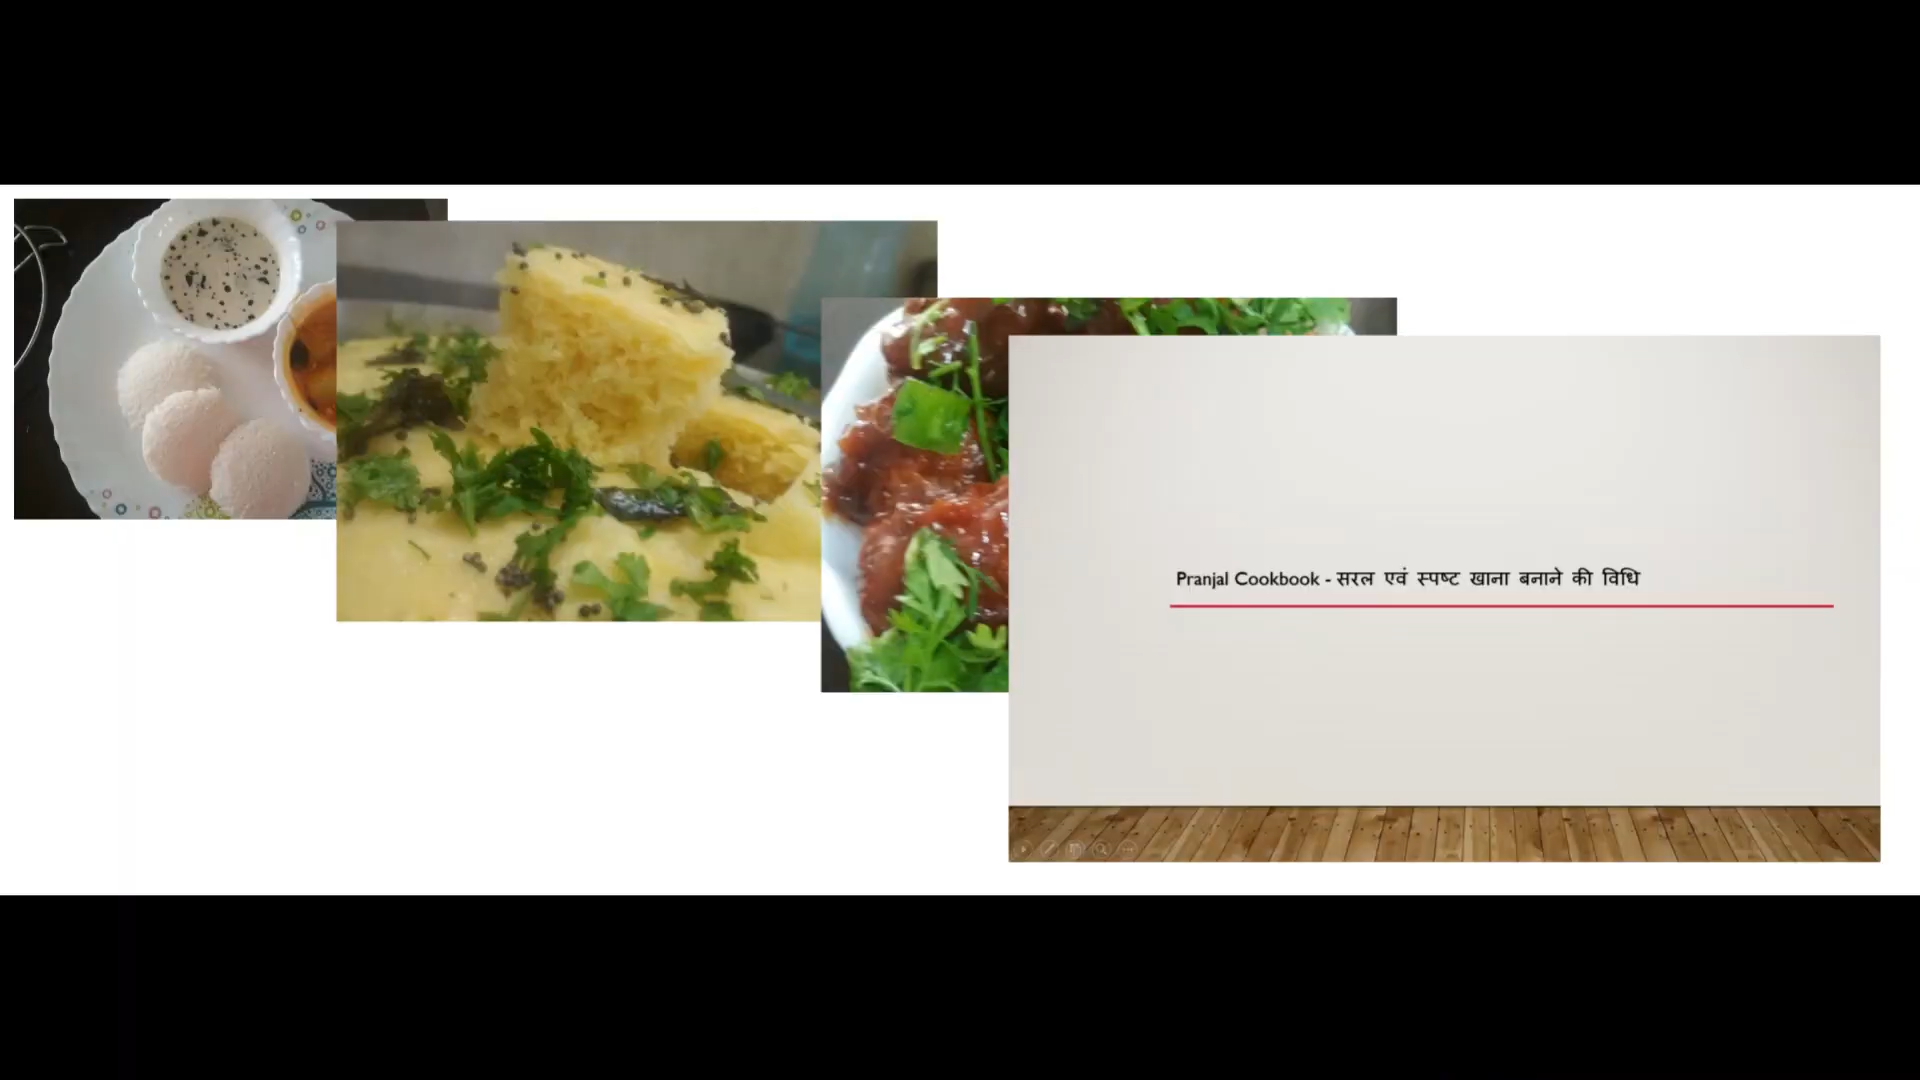 Pranjal Cookbook - सरल एवं स्पष्ट खाना बनाने की विधि